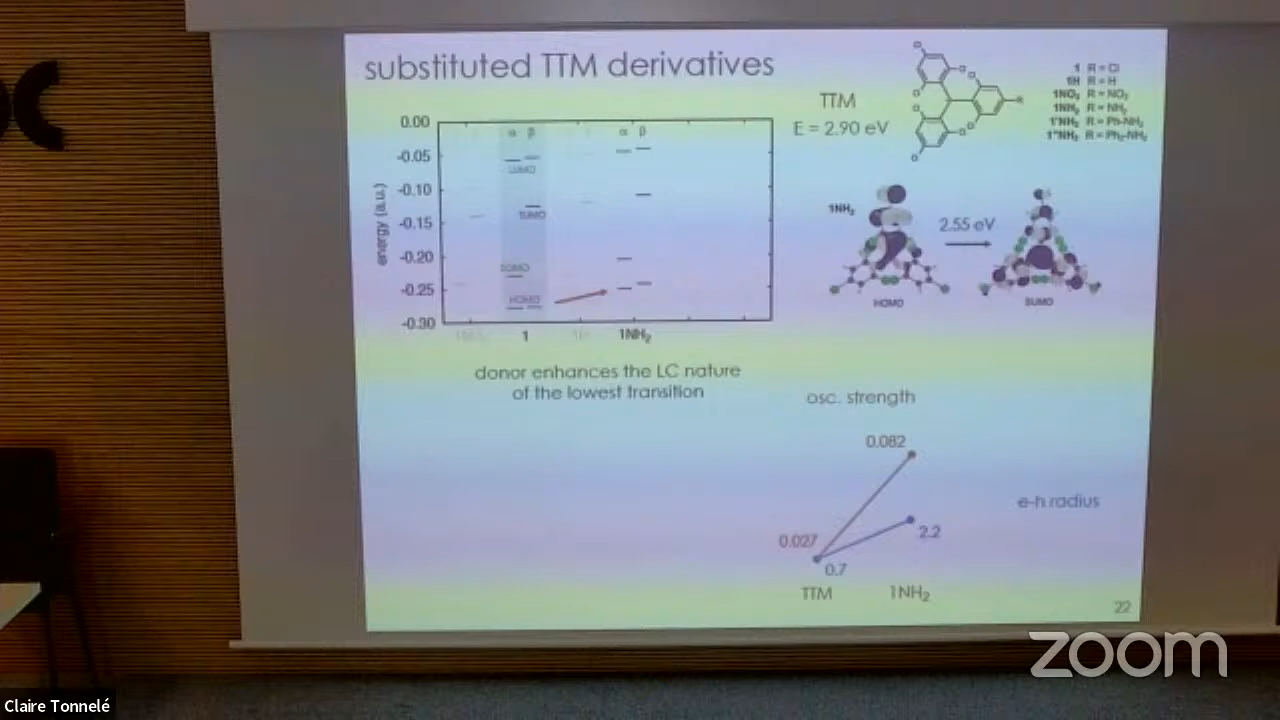 substituted TTM derivatives
TTM
E = 2.90 eV
1 R = Cl
1H R = H
1NO₂ R = NO₂
1NH₂ R = NH₂
1'NH₂ R = Ph-NH₂
1''NH₂ R = Ph₂-NH₂
energy (a.u.)
0.00
-0.05
-0.10
-0.15
-0.20
-0.25
-0.30
α β
α β
LUMO
SUMO
SOMO
HOMO
1
1NH₂
1NH₂
2.55 eV
HOMO
SUMO
donor enhances the LC nature
of the lowest transition
osc. strength
0.082
e-h radius
0.027
2.2
0.7
TTM
1NH₂
22
zoom
Claire Tonnelé